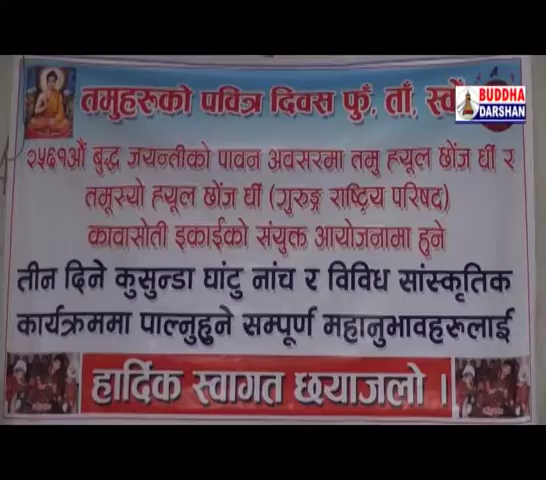 तमुहरूको पवित्र दिवस फुँ, ताँ, स्वेँ
BUDDHA
DARSHAN
२५६१औं बुद्ध जयन्तीको पावन अवसरमा तमु ह्यूल छोंज धीं र
तमूस्यो ह्यूल छोंज धीं (गुरुङ्ग राष्ट्रिय परिषद)
कावासोती इकाईको संयुक्त आयोजनामा हुने
तीन दिने कुसुन्डा घांटु नांच र विविध सांस्कृतिक
कार्यक्रममा पाल्नुहुने सम्पूर्ण महानुभावहरूलाई
हार्दिक स्वागत छयाजलो ।